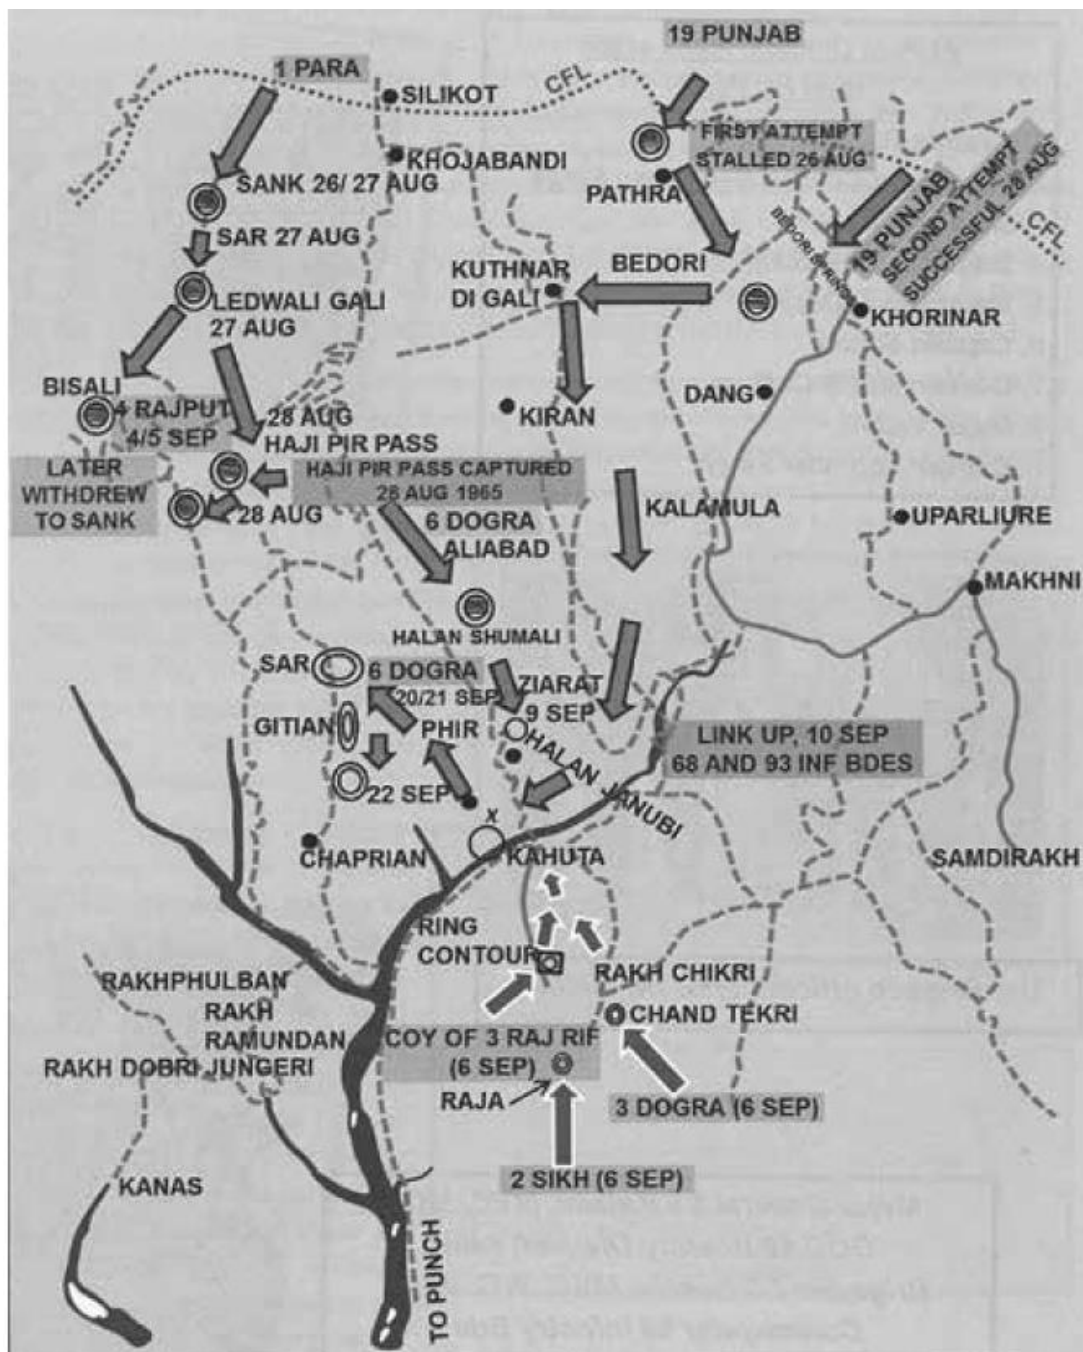 19 PUNJAB
1 PARA
CFL
SILIKOT
FIRST ATTEMPT
STALLED 26 AUG
KHOJABANDI
SANK 26/ 27 AUG
PATHRA
19 PUNJAB
SECOND ATTEMPT
SUCCESSFUL 28 AUG
CFL
SAR 27 AUG
BEDORI
BEDORI SPRINGS
KUTHNAR
DI GALI
LEDWALI GALI
27 AUG
KHORINAR
BISALI
4 RAJPUT
4/5 SEP
DANG
KIRAN
28 AUG
HAJI PIR PASS
LATER
WITHDREW
TO SANK
HAJI PIR PASS CAPTURED
28 AUG 1965
28 AUG
KALAMULA
UPARLIURE
6 DOGRA
ALIABAD
MAKHNI
HALAN SHUMALI
SAR
6 DOGRA
20/21 SEP
ZIARAT
9 SEP
GITIAN
PHIR
HALAN JANUBI
LINK UP, 10 SEP
68 AND 93 INF BDES
22 SEP
X
CHAPRIAN
KAHUTA
SAMDIRAKH
RING
CONTOUR
RAKH CHIKRI
RAKHPHULBAN
RAKH
RAMUNDAN
CHAND TEKRI
COY OF 3 RAJ RIF
(6 SEP)
RAKH DOBRI JUNGERI
RAJA
3 DOGRA (6 SEP)
2 SIKH (6 SEP)
KANAS
TO PUNCH